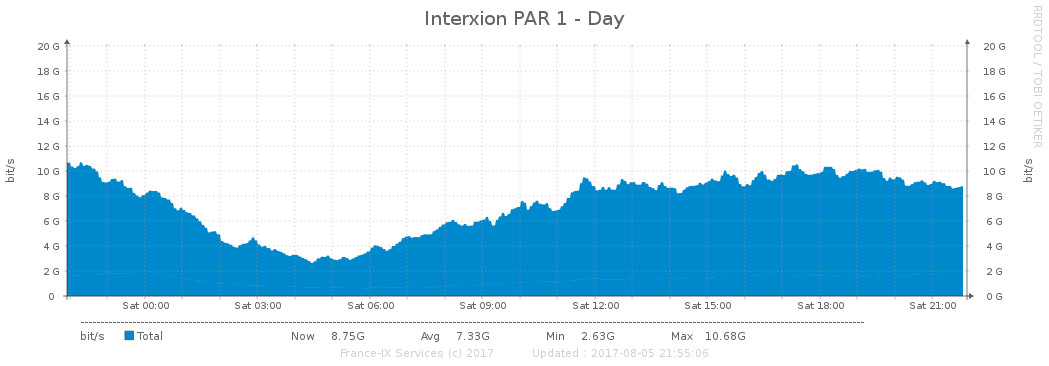 Interxion PAR 1 - Day
RRDTOOL / TOBI OETIKER
20 G 20 G
18 G 18 G
16 G 16 G
14 G 14 G
12 G 12 G
10 G 10 G
8 G 8 G
6 G 6 G
4 G 4 G
2 G 2 G
0 0 G
bit/s bit/s
Sat 00:00 Sat 03:00 Sat 06:00 Sat 09:00 Sat 12:00 Sat 15:00 Sat 18:00 Sat 21:00
bit/s Total Now 8.75G Avg 7.33G Min 2.63G Max 10.68G
France-IX Services (c) 2017 Updated : 2017-08-05 21:55:06